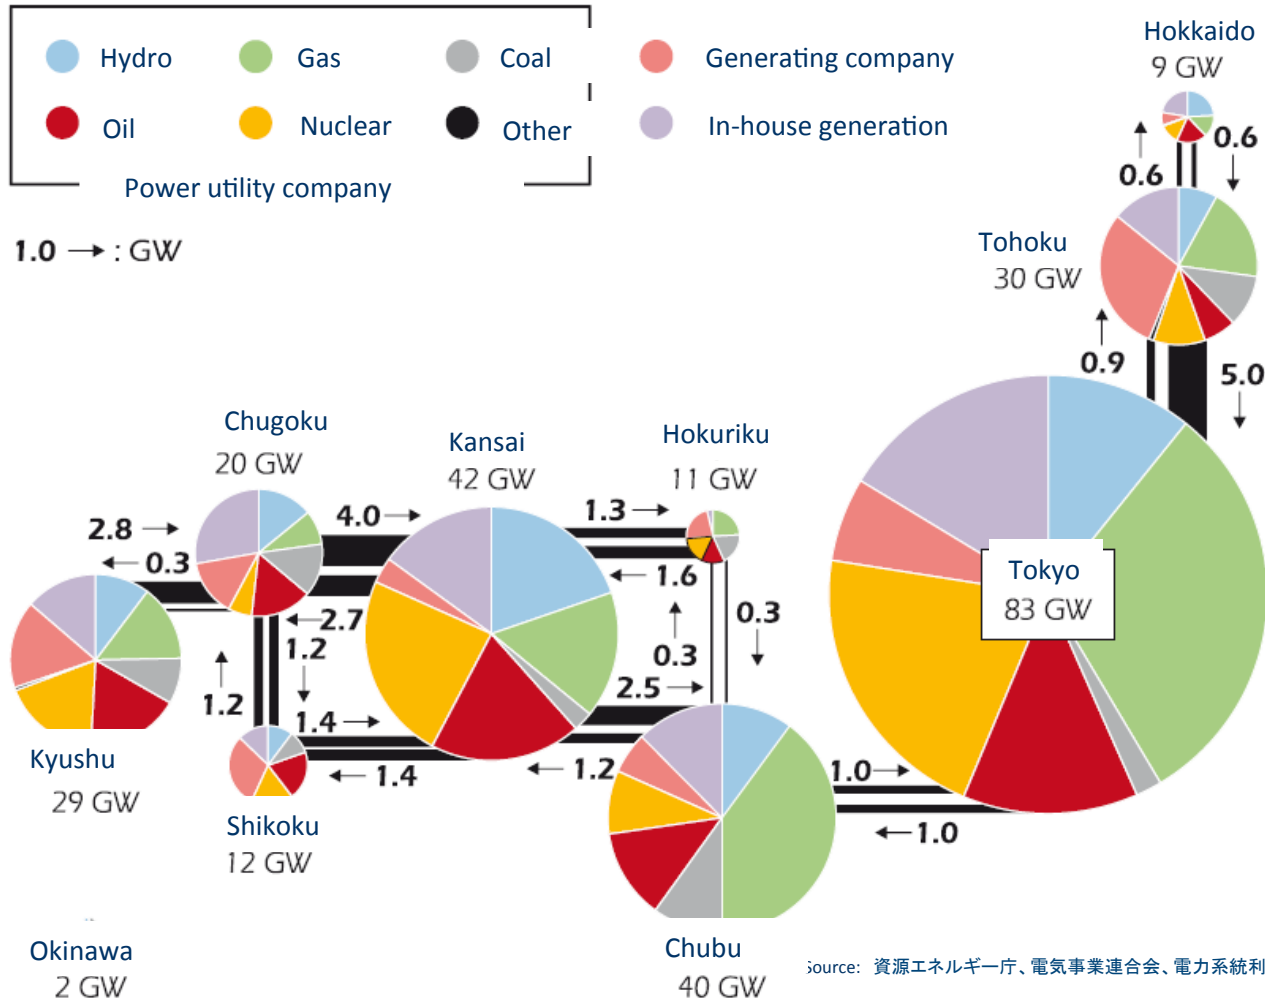 Hydro Gas Coal Generating company
Oil Nuclear Other In-house generation
Power utility company
1.0 → : GW
Hokkaido
9 GW
0.6
0.6
Tohoku
30 GW
0.9
5.0
Chugoku
20 GW
Kansai
42 GW
Hokuriku
11 GW
2.8 →
← 0.3
4.0 →
←2.7
1.3 →
← 1.6
Tokyo
83 GW
1.2
1.2
0.3
0.3
2.5 →
1.4 →
← 1.4
← 1.2
1.0→
←1.0
Kyushu
29 GW
Shikoku
12 GW
Okinawa
2 GW
Chubu
40 GW
Source: 資源エネルギー庁、電気事業連合会、電力系統利